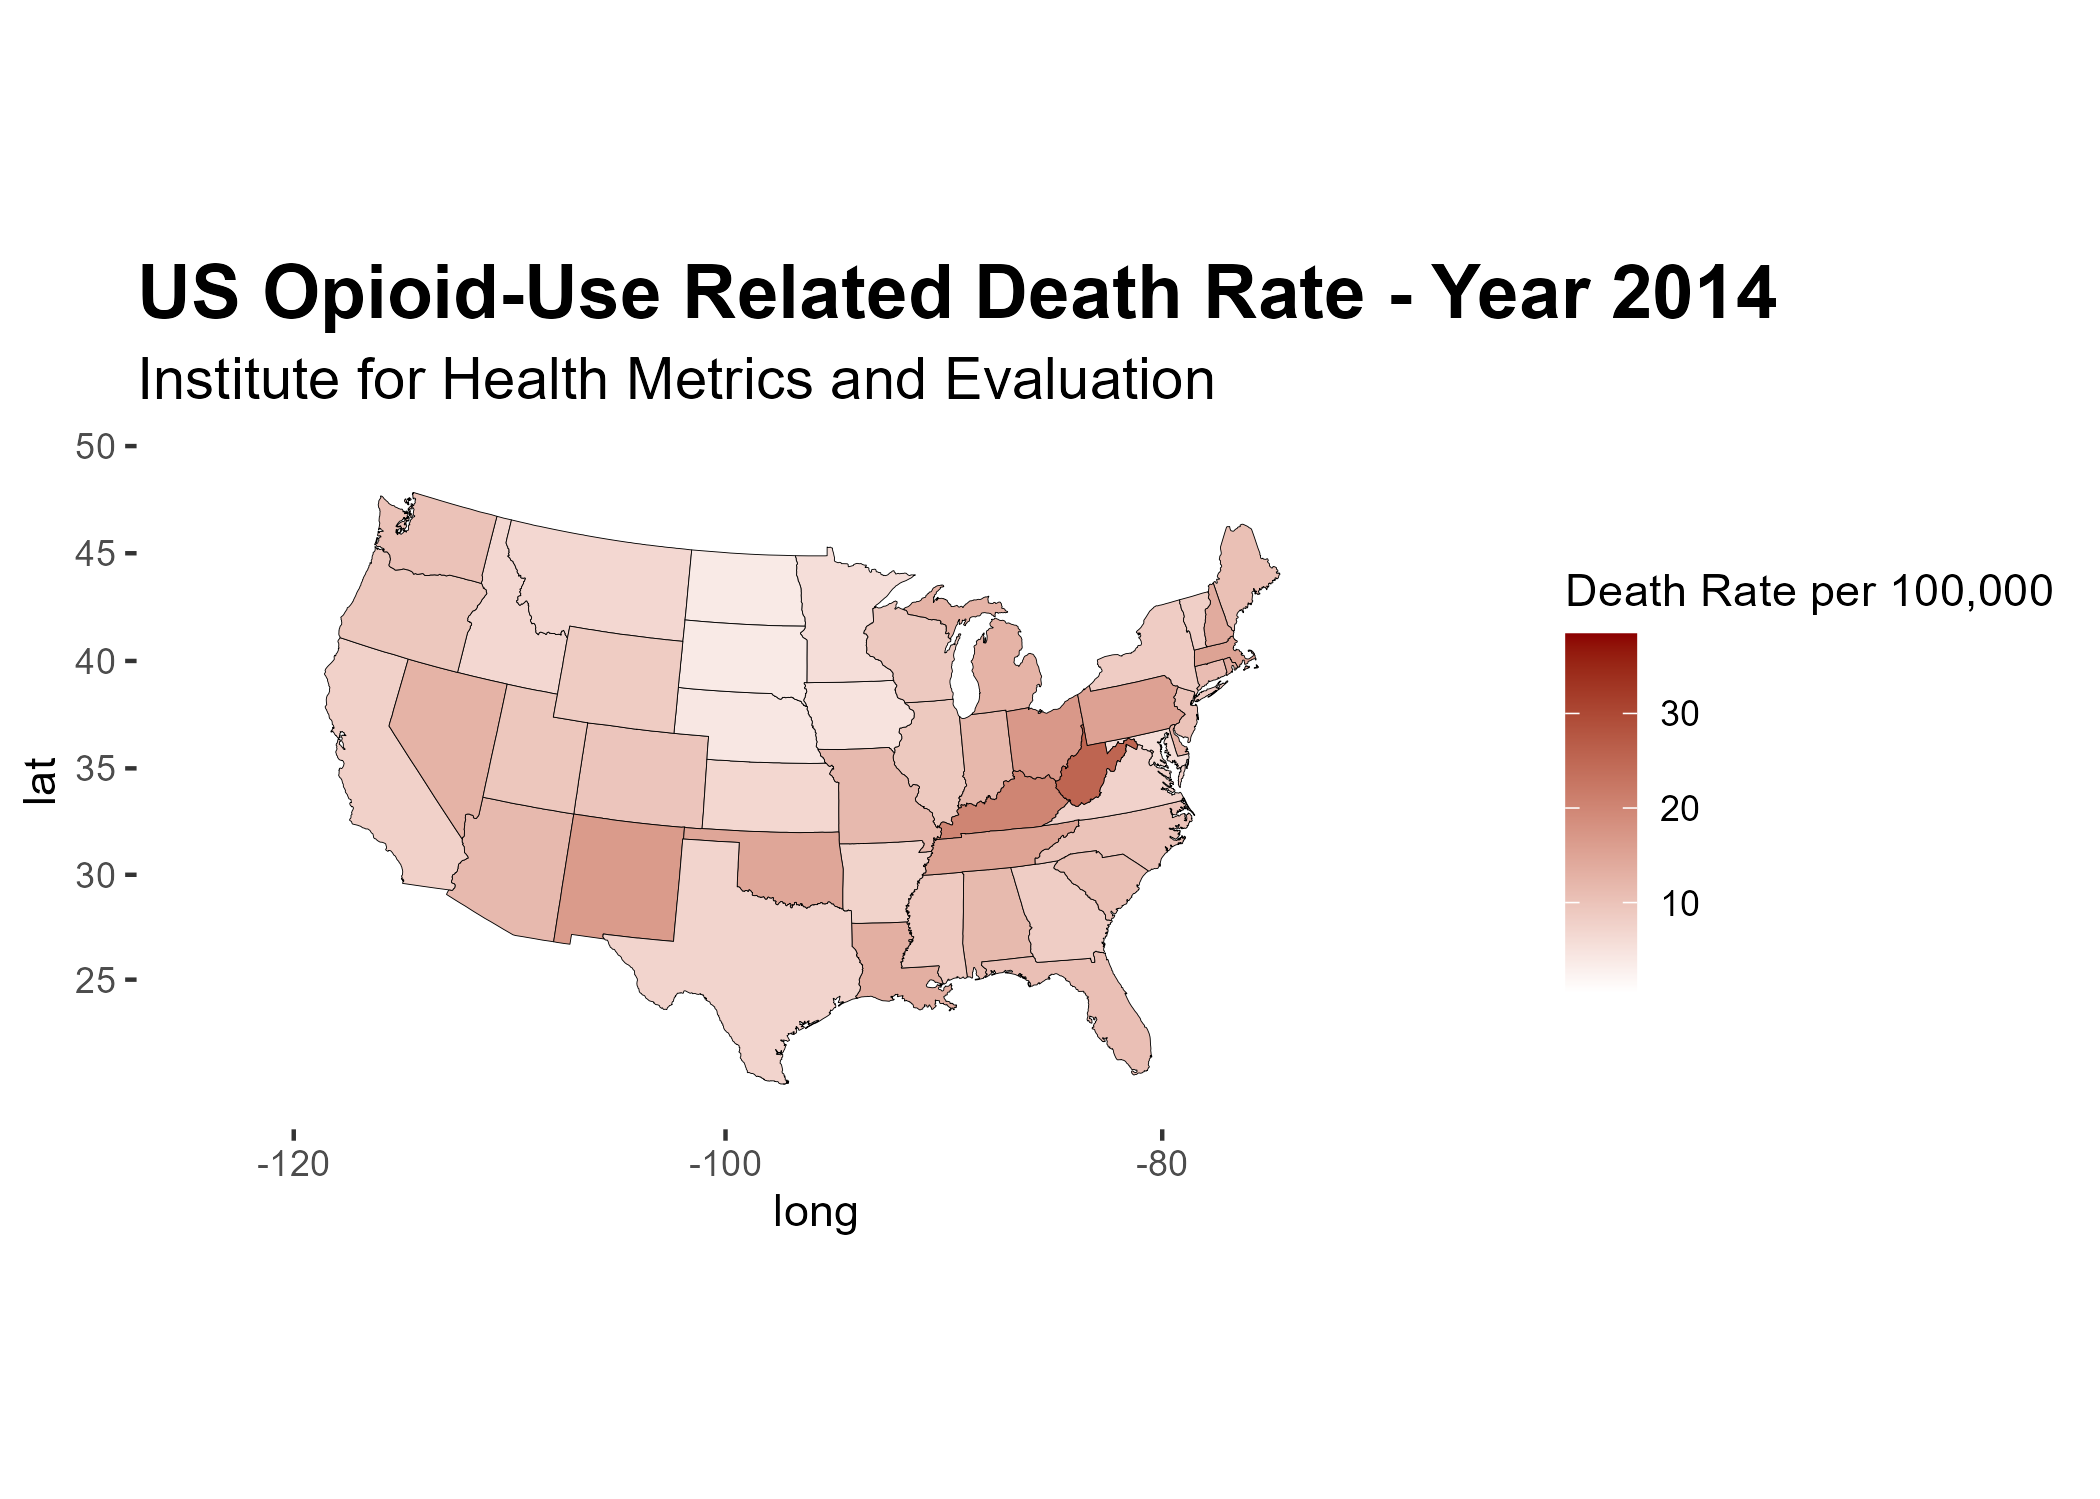 US Opioid-Use Related Death Rate - Year 2014
Institute for Health Metrics and Evaluation
50
45
40
35
30
25
lat
-120
-100
-80
long
Death Rate per 100,000
30
20
10